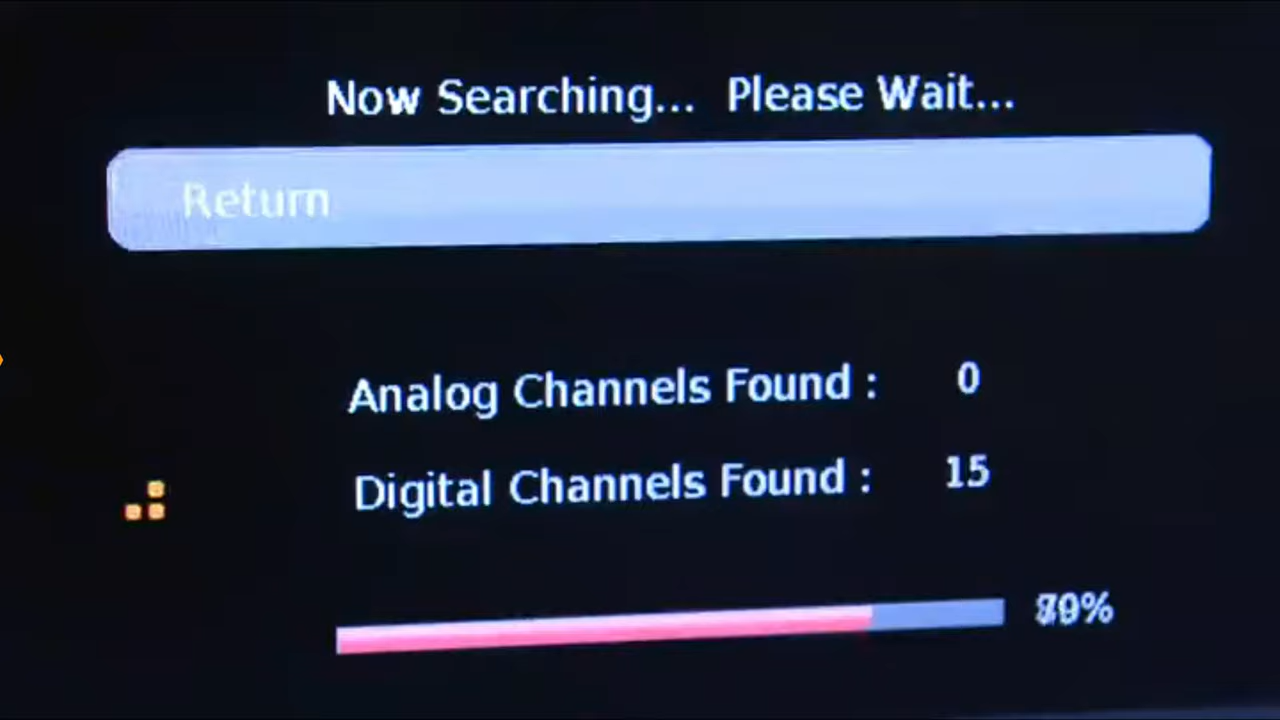 Now Searching... Please Wait...
Return
Analog Channels Found : 0
Digital Channels Found : 15